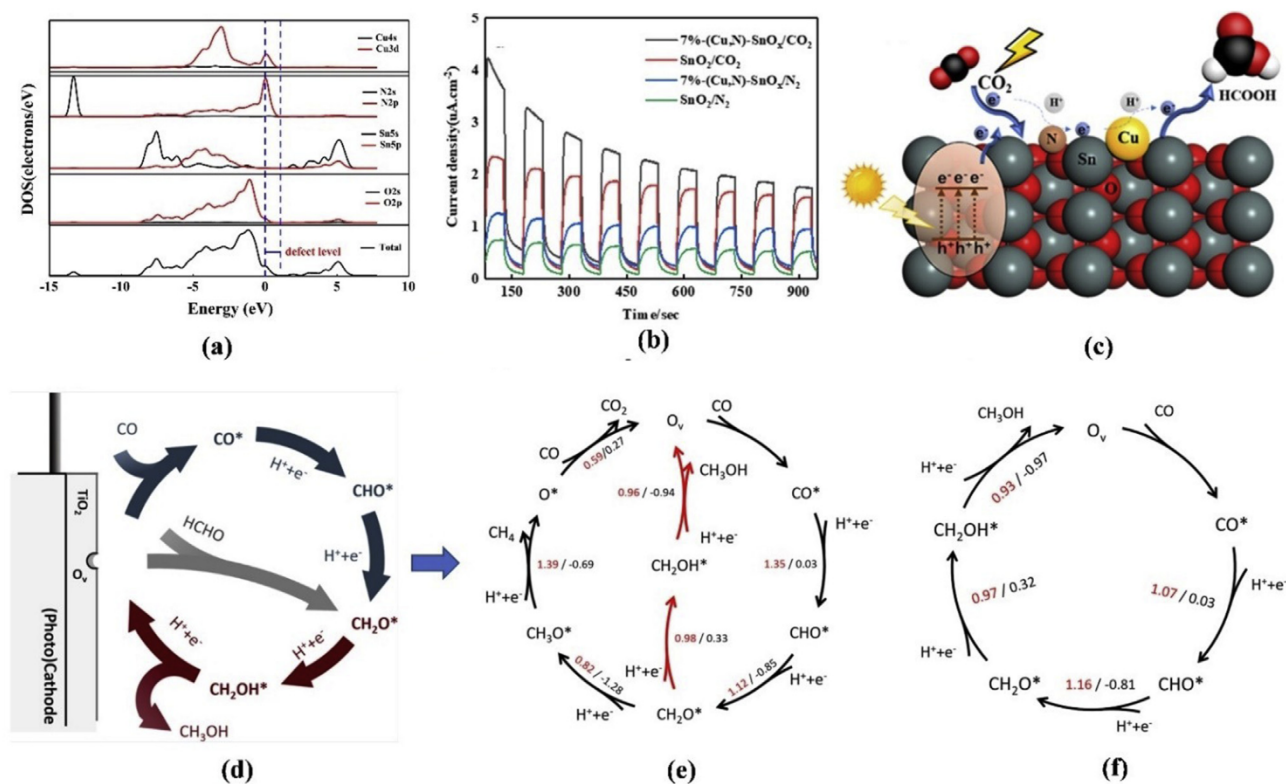 Cu4s
Cu3d
N2s
N2p
Sn5s
Sn5p
O2s
O2p
defect level
Total
DOS(electrons/eV)
-15 -10 -5 0 5 10
Energy (eV)
(a)
5
4
3
2
1
0
Current density(uA.cm-2)
7%-(Cu,N)-SnOx/CO2
SnO2/CO2
7%-(Cu,N)-SnOx/N2
SnO2/N2
150 300 450 600 750 900
Time/sec
(b)
CO2
HCOOH
e-
H+
H+
e-
e-
e-
N
Cu
Sn
O
e- e- e-
h+ h+ h+
(c)
CO
CO*
H++e-
CHO*
TiO2
HCHO
H++e-
Ov
CH2O*
H++e-
H++e-
(Photo)Cathode
CH2OH*
CH3OH
(d)
CO2
Ov
CO
CO
0.59/0.27
CH3OH
O*
0.96 / -0.94
CO*
CH4
H++e-
H++e-
1.39 / -0.69
CH2OH*
1.35 / 0.03
H++e-
CH3O*
0.98 / 0.33
CHO*
0.82/ -1.28
H++e-
1.12 / -0.85
H++e-
H++e-
CH2O*
(e)
CH3OH
Ov
CO
H++e-
0.93 / -0.97
CH2OH*
CO*
0.97 / 0.32
1.07 / 0.03
H++e-
H++e-
CH2O*
1.16 / -0.81
CHO*
H++e-
(f)